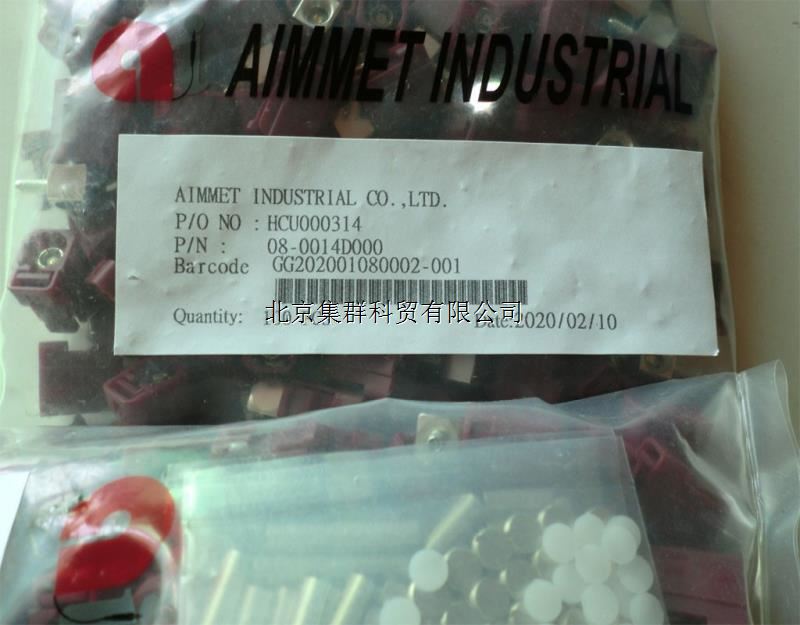 AIMMET INDUSTRIAL
AIMMET INDUSTRIAL CO.,LTD.
P/O NO : HCU000314
P/N : 08-0014D000
Barcode GG202001080002-001
北京集群科贸有限公司
Quantity: Date:2020/02/10